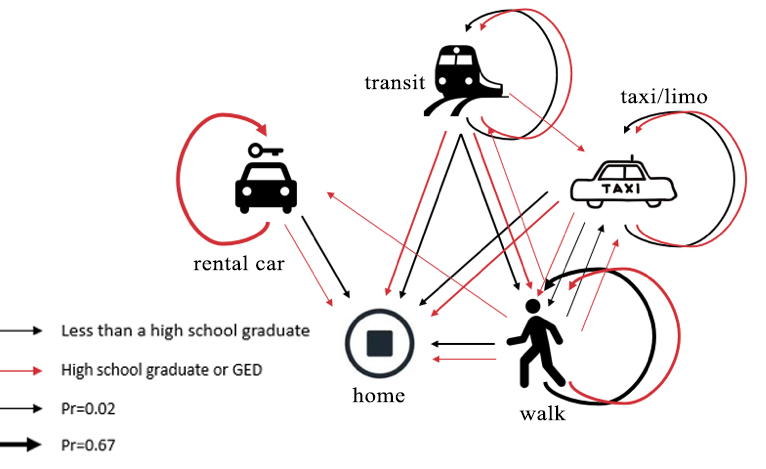 transit
taxi/limo
TAXI
rental car
Less than a high school graduate
High school graduate or GED
home
Pr=0.02
walk
Pr=0.67